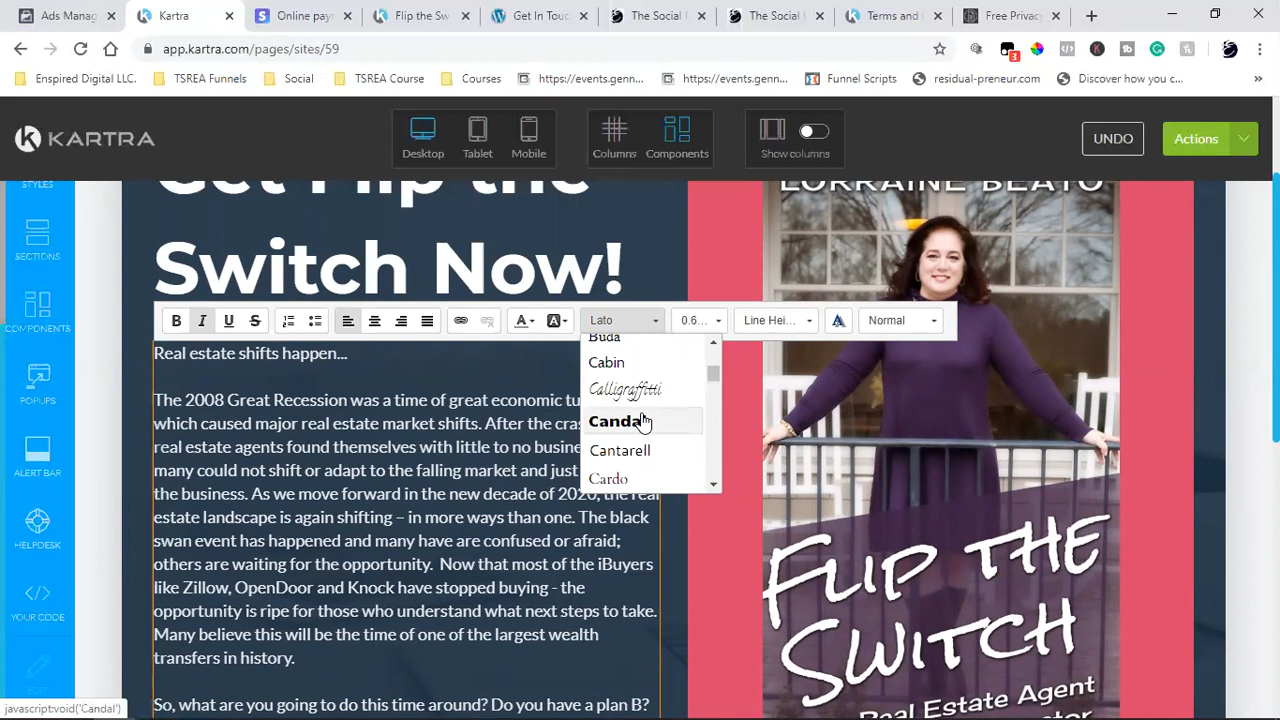 Ads Manag
Kartra
Online payr
Flip the Sw
Get In Touc
The Social
The Social
Terms and
Free Privac
app.kartra.com/pages/sites/59
3
Enspired Digital LLC.
TSREA Funnels
Social
TSREA Course
Courses
https://events.genn...
https://events.genn...
Funnel Scripts
residual-preneur.com
Discover how you c...
KARTRA
Desktop
Tablet
Mobile
Columns
Components
Show columns
UNDO
Actions
STYLES
SECTIONS
COMPONENTS
POPUPS
ALERT BAR
HELPDESK
YOUR CODE
EDIT
Get Flip the
Switch Now!
B I U S
Lato
0.6...
Line Hei...
Normal
Buda
Cabin
Calligraffitti
Candal
Cantarell
Cardo
Real estate shifts happen...
The 2008 Great Recession was a time of great economic
which caused major real estate market shifts. After the
real estate agents found themselves with little to no
many could not shift or adapt to the falling market and just
the business. As we move forward in the new decade of 2020, the real
estate landscape is again shifting – in more ways than one. The black
swan event has happened and many have are confused or afraid;
others are waiting for the opportunity. Now that most of the iBuyers
like Zillow, OpenDoor and Knock have stopped buying - the
opportunity is ripe for those who understand what next steps to take.
Many believe this will be the time of one of the largest wealth
transfers in history.
So, what are you going to do this time around? Do you have a plan B?
LORRAINE BEATO
FLIP THE
SWITCH
Real Estate Agent
javascript:void('Candal')